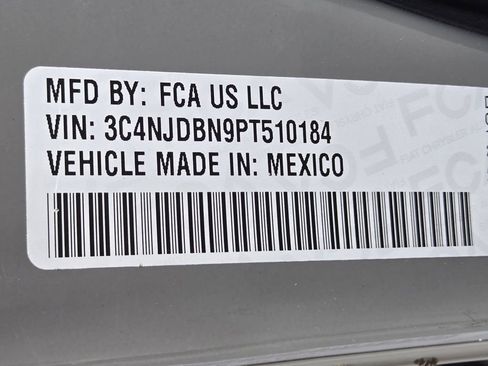 MFD BY: FCA US LLC
VIN: 3C4NJDBN9PT510184
VEHICLE MADE IN: MEXICO